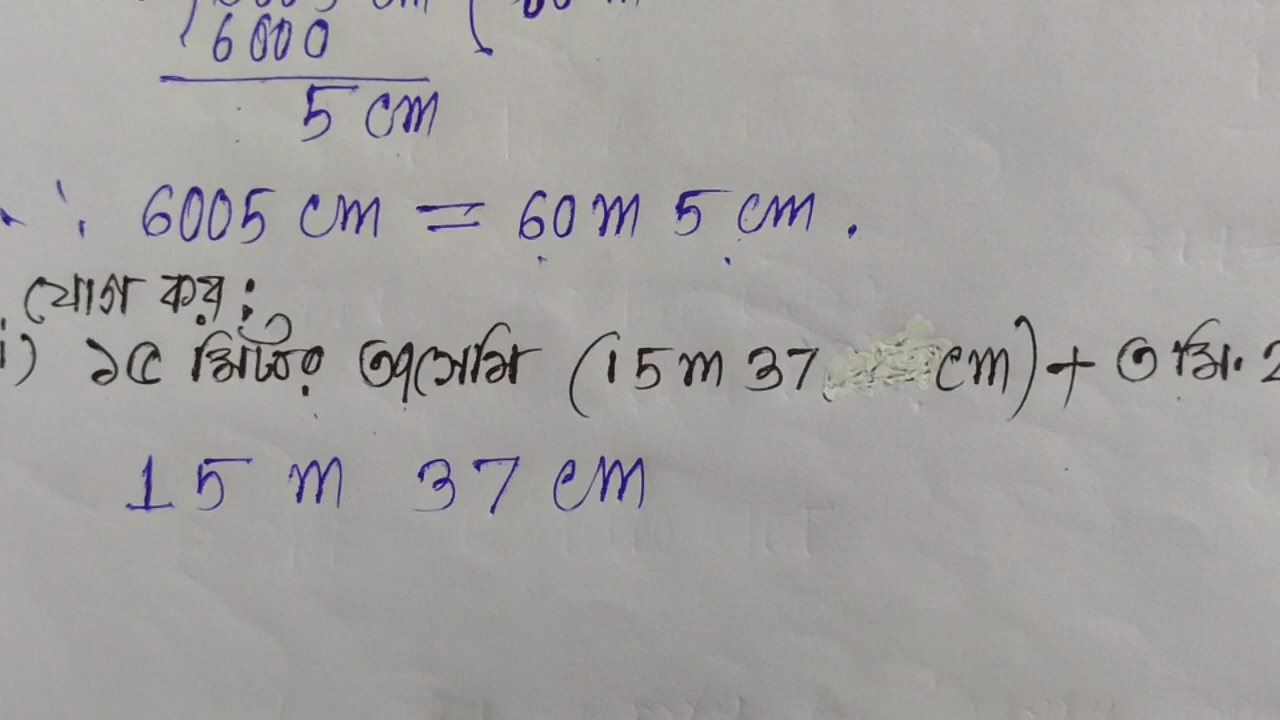 6000
5 cm
∴ 6005 cm = 60 m 5 cm.
যোগ কর:
i) ১৫ মিটার ৩৭ সেমি (15 m 37 cm) + ৩ মি.
15 m 37 cm